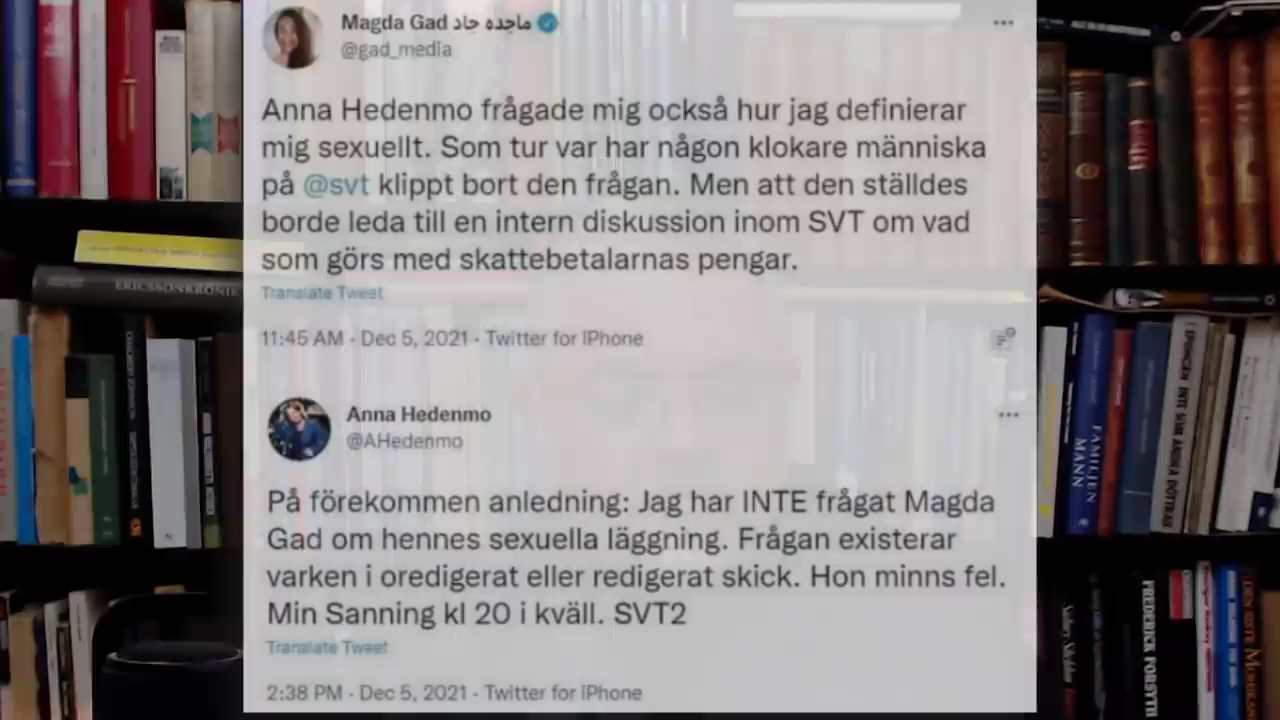 Magda Gad ماجده جاد
@gad_media
Anna Hedenmo frågade mig också hur jag definierar
mig sexuellt. Som tur var har någon klokare människa
på @svt klippt bort den frågan. Men att den ställdes
borde leda till en intern diskussion inom SVT om vad
som görs med skattebetalarnas pengar.
Translate Tweet
11:45 AM · Dec 5, 2021 · Twitter for iPhone
Anna Hedenmo
@AHedenmo
På förekommen anledning: Jag har INTE frågat Magda
Gad om hennes sexuella läggning. Frågan existerar
varken i oredigerat eller redigerat skick. Hon minns fel.
Min Sanning kl 20 i kväll. SVT2
Translate Tweet
2:38 PM · Dec 5, 2021 · Twitter for iPhone
ERICSSONKRÖNIK
FAMILJEN
MANN
FREDERICK FORSYTH